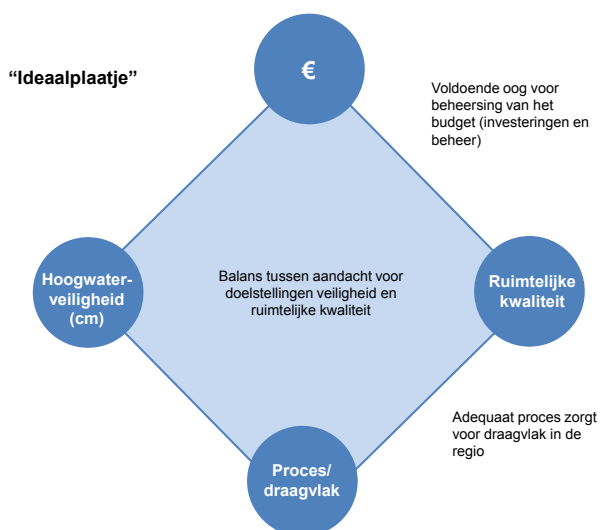 “Ideaalplaatje”
€
Voldoende oog voor
beheersing van het
budget (investeringen en
beheer)
Hoogwater-
veiligheid
(cm)
Balans tussen aandacht voor
doelstellingen veiligheid en
ruimtelijke kwaliteit
Ruimtelijke
kwaliteit
Adequaat proces zorgt
voor draagvlak in de
regio
Proces/
draagvlak